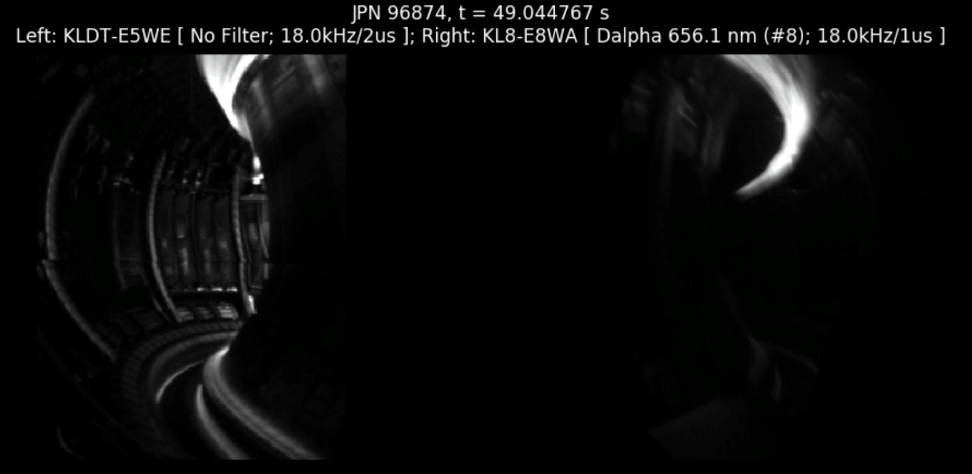 JPN 96874, t = 49.044767 s
Left: KLDT-E5WE [ No Filter; 18.0kHz/2us ]; Right: KL8-E8WA [ Dalpha 656.1 nm (#8); 18.0kHz/1us ]